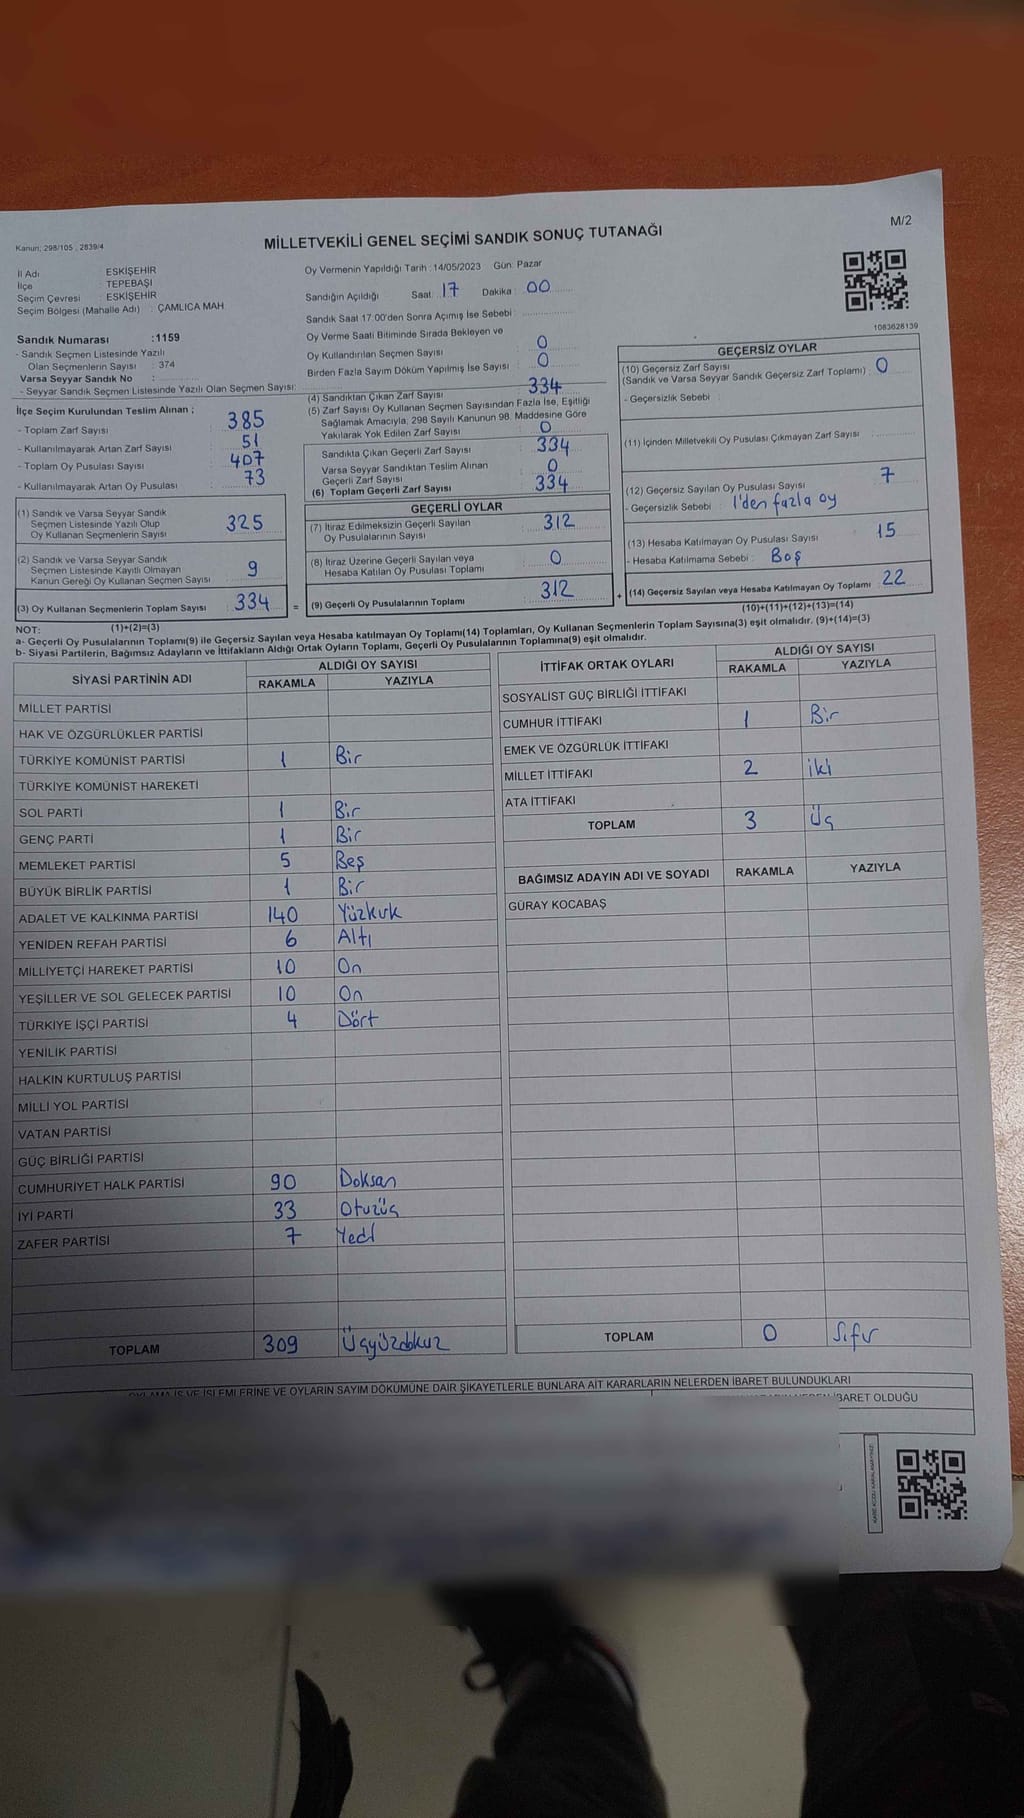 Kanun; 298/105 , 2839/4
MİLLETVEKİLİ GENEL SEÇİMİ SANDIK SONUÇ TUTANAĞI
M/2
İl Adı : ESKİŞEHİR
İlçe : TEPEBAŞI
Seçim Çevresi : ESKİŞEHİR
Seçim Bölgesi (Mahalle Adı) : ÇAMLICA MAH
Sandık Numarası :1159
- Sandık Seçmen Listesinde Yazılı
Olan Seçmenlerin Sayısı : 374
Varsa Seyyar Sandık No :
- Seyyar Sandık Seçmen Listesinde Yazılı Olan Seçmen Sayısı:
İlçe Seçim Kurulundan Teslim Alınan ;
- Toplam Zarf Sayısı : 385
- Kullanılmayarak Artan Zarf Sayısı : 51
- Toplam Oy Pusulası Sayısı : 407
- Kullanılmayarak Artan Oy Pusulası : 73
(1) Sandık ve Varsa Seyyar Sandık
Seçmen Listesinde Yazılı Olup
Oy Kullanan Seçmenlerin Sayısı : 325
(2) Sandık ve Varsa Seyyar Sandık
Seçmen Listesinde Kayıtlı Olmayan
Kanun Gereği Oy Kullanan Seçmen Sayısı : 9
(3) Oy Kullanan Seçmenlerin Toplam Sayısı : 334
Oy Vermenin Yapıldığı Tarih :14/05/2023 Gün: Pazar
Sandığın Açıldığı Saat : 17 Dakika : 00
Sandık Saat 17:00'den Sonra Açımış İse Sebebi :
Oy Verme Saati Bitiminde Sırada Bekleyen ve
Oy Kullandırılan Seçmen Sayısı : 0
Birden Fazla Sayım Döküm Yapılmış İse Sayısı : 0
(4) Sandıktan Çıkan Zarf Sayısı : 334
(5) Zarf Sayısı Oy Kullanan Seçmen Sayısından Fazla İse, Eşitliği
Sağlamak Amacıyla, 298 Sayılı Kanunun 98. Maddesine Göre
Yakılarak Yok Edilen Zarf Sayısı : 0
Sandıkta Çıkan Geçerli Zarf Sayısı : 334
Varsa Seyyar Sandıktan Teslim Alınan
Geçerli Zarf Sayısı : 0
(6) Toplam Geçerli Zarf Sayısı : 334
GEÇERLİ OYLAR
(7) İtiraz Edilmeksizin Geçerli Sayılan
Oy Pusulalarının Sayısı : 312
(8) İtiraz Üzerine Geçerli Sayılan veya
Hesaba Katılan Oy Pusulası Toplamı : 0
= (9) Geçerli Oy Pusulalarının Toplamı : 312
1083628139
GEÇERSİZ OYLAR
(10) Geçersiz Zarf Sayısı
(Sandık ve Varsa Seyyar Sandık Geçersiz Zarf Toplamı) : 0
- Geçersizlik Sebebi :
(11) İçinden Milletvekili Oy Pusulası Çıkmayan Zarf Sayısı
(12) Geçersiz Sayılan Oy Pusulası Sayısı : 7
- Geçersizlik Sebebi : 1'den fazla oy
(13) Hesaba Katılmayan Oy Pusulası Sayısı : 15
- Hesaba Katılmama Sebebi : Boş
+ (14) Geçersiz Sayılan veya Hesaba Katılmayan Oy Toplamı : 22
NOT: (1)+(2)=(3) (10)+(11)+(12)+(13)=(14)
a- Geçerli Oy Pusulalarının Toplamı(9) ile Geçersiz Sayılan veya Hesaba katılmayan Oy Toplamı(14) Toplamları, Oy Kullanan Seçmenlerin Toplam Sayısına(3) eşit olmalıdır. (9)+(14)=(3)
b- Siyasi Partilerin, Bağımsız Adayların ve İttifakların Aldığı Ortak Oyların Toplamı, Geçerli Oy Pusulalarının Toplamına(9) eşit olmalıdır.
SİYASİ PARTİNİN ADI ALDIĞI OY SAYISI
RAKAMLA YAZIYLA
MİLLET PARTİSİ
HAK VE ÖZGÜRLÜKLER PARTİSİ
TÜRKİYE KOMÜNİST PARTİSİ 1 Bir
TÜRKİYE KOMÜNİST HAREKETİ
SOL PARTİ 1 Bir
GENÇ PARTİ 1 Bir
MEMLEKET PARTİSİ 5 Beş
BÜYÜK BİRLİK PARTİSİ 1 Bir
ADALET VE KALKINMA PARTİSİ 140 Yüzkırk
YENİDEN REFAH PARTİSİ 6 Altı
MİLLİYETÇİ HAREKET PARTİSİ 10 On
YEŞİLLER VE SOL GELECEK PARTİSİ 10 On
TÜRKİYE İŞÇİ PARTİSİ 4 Dört
YENİLİK PARTİSİ
HALKIN KURTULUŞ PARTİSİ
MİLLİ YOL PARTİSİ
VATAN PARTİSİ
GÜÇ BİRLİĞİ PARTİSİ
CUMHURİYET HALK PARTİSİ 90 Doksan
İYİ PARTİ 33 Otuzüç
ZAFER PARTİSİ 7 Yedi
TOPLAM 309 Üçyüzdokuz
İTTİFAK ORTAK OYLARI ALDIĞI OY SAYISI
RAKAMLA YAZIYLA
SOSYALİST GÜÇ BİRLİĞİ İTTİFAKI
CUMHUR İTTİFAKI 1 Bir
EMEK VE ÖZGÜRLÜK İTTİFAKI
MİLLET İTTİFAKI 2 iki
ATA İTTİFAKI
TOPLAM 3 Üç
BAĞIMSIZ ADAYIN ADI VE SOYADI RAKAMLA YAZIYLA
GÜRAY KOCABAŞ
TOPLAM 0 Sıfır
OYLAMA İŞ VE İŞLEMLERİNE VE OYLARIN SAYIM DÖKÜMÜNE DAİR ŞİKAYETLERLE BUNLARA AİT KARARLARIN NELERDEN İBARET BULUNDUKLARI
İBARET OLDUĞU
KARE KODU KARALAMAYINIZ!